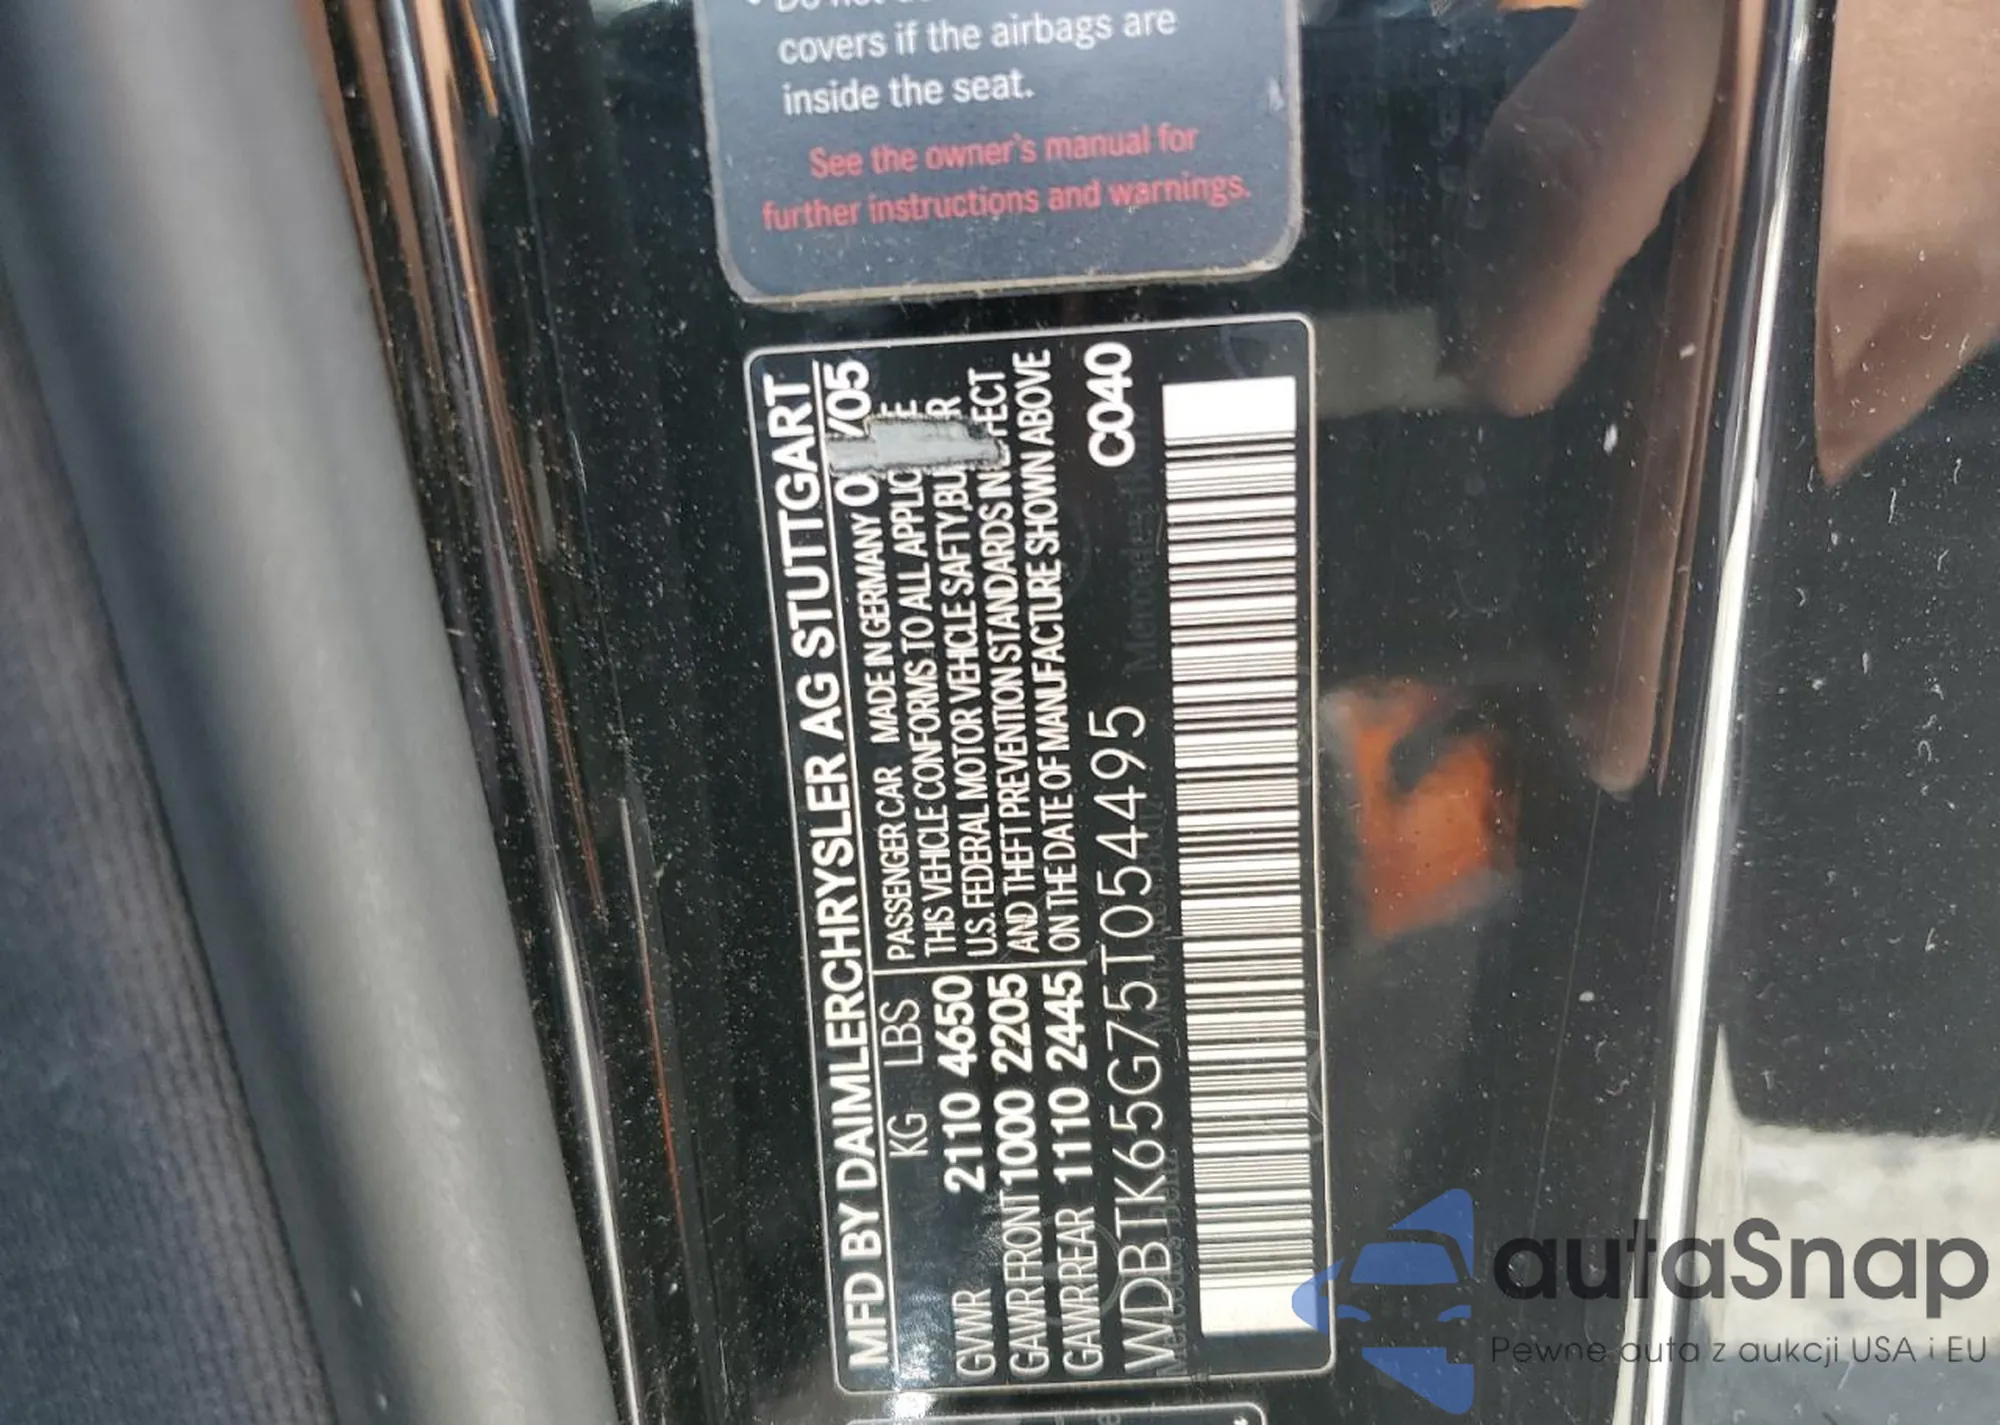 covers if the airbags are
inside the seat.
See the owner's manual for
further instructions and warnings.
MFD BY DAIMLERCHRYSLER AG STUTTGART
KG LBS
GVWR 2110 4650
GAWR FRONT 1000 2205
GAWR REAR 1110 2445
PASSENGER CAR MADE IN GERMANY 0 /05
THIS VEHICLE CONFORMS TO ALL APPLIC E
U.S. FEDERAL MOTOR VEHICLE SAFTY, BU R
AND THEFT PREVENTION STANDARDS IN FECT
ON THE DATE OF MANUFACTURE SHOWN ABOVE
WDBTK65G75T054495 C040
autaSnap
Pewne auta z aukcji USA i EU